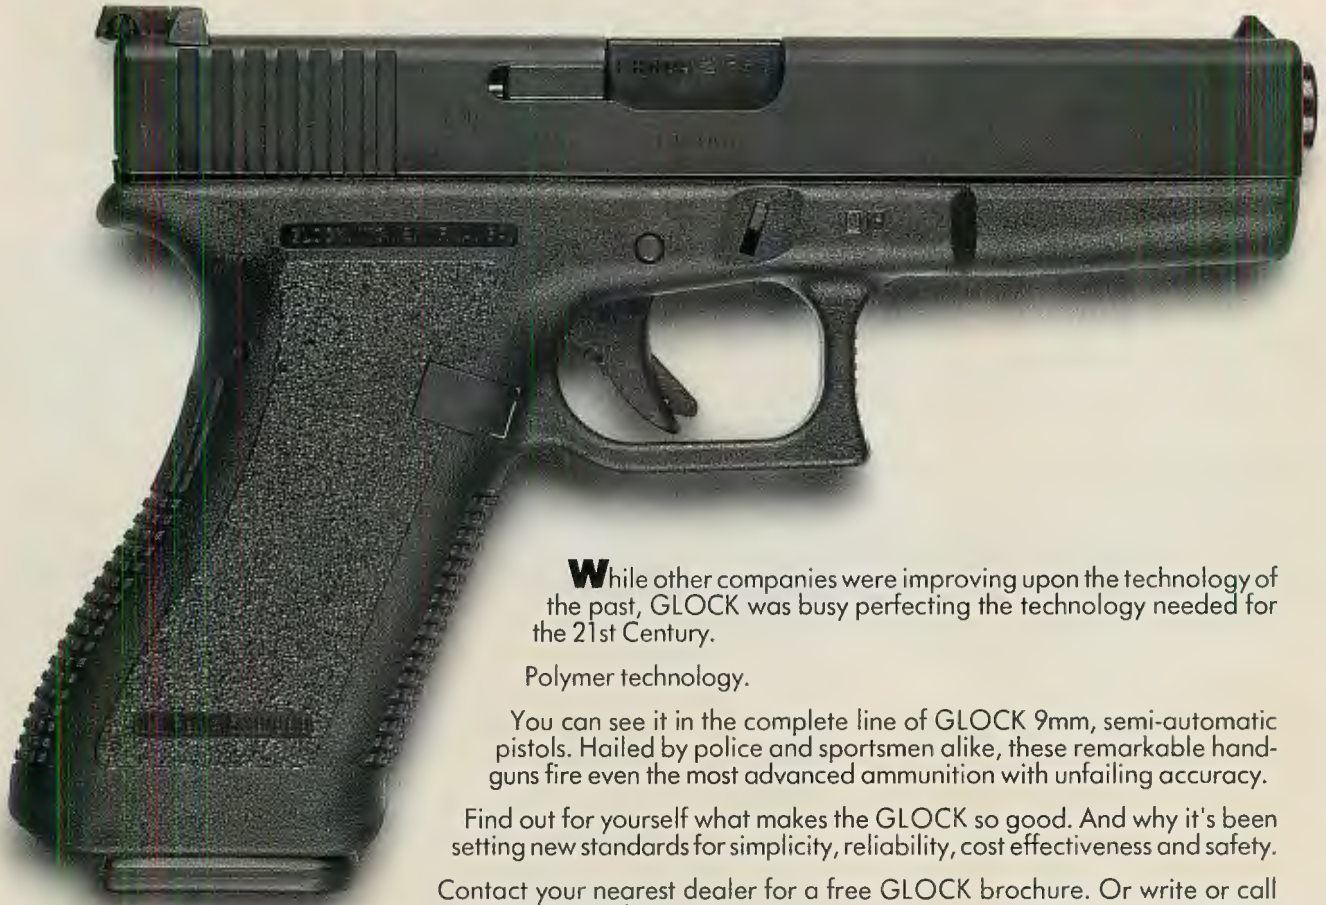 While other companies were improving upon the technology of
the past, GLOCK was busy perfecting the technology needed for
the 21st Century.
Polymer technology.
You can see it in the complete line of GLOCK 9mm, semi-automatic
pistols. Hailed by police and sportsmen alike, these remarkable hand-
guns fire even the most advanced ammunition with unfailing accuracy.
Find out for yourself what makes the GLOCK so good. And why it's been
setting new standards for simplicity, reliability, cost effectiveness and safety.
Contact your nearest dealer for a free GLOCK brochure. Or write or call